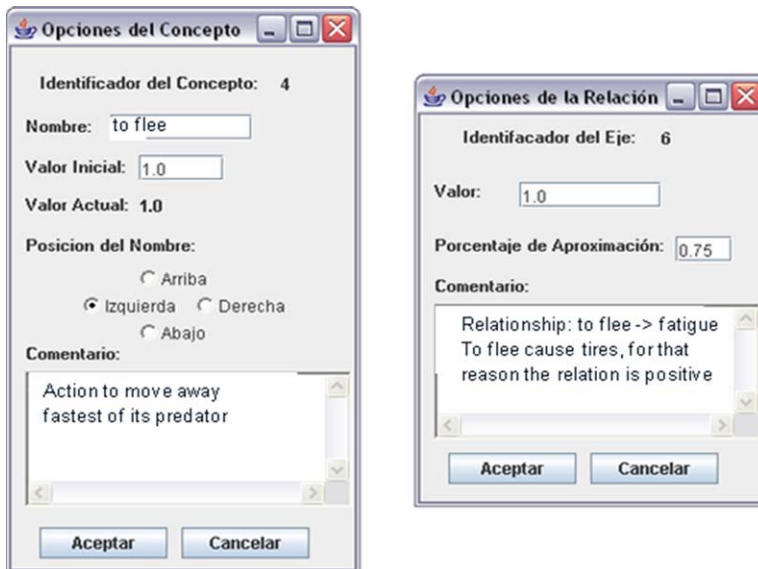 Opciones del Concepto
Identificador del Concepto: 4
Nombre: to flee
Valor Inicial: 1.0
Valor Actual: 1.0
Posicion del Nombre:
Arriba
Izquierda Derecha
Abajo
Comentario:
Action to move away
fastest of its predator
Aceptar Cancelar
Opciones de la Relación
Identifacador del Eje: 6
Valor: 1.0
Porcentaje de Aproximación: 0.75
Comentario:
Relationship: to flee -> fatigue
To flee cause tires, for that
reason the relation is positive
Aceptar Cancelar